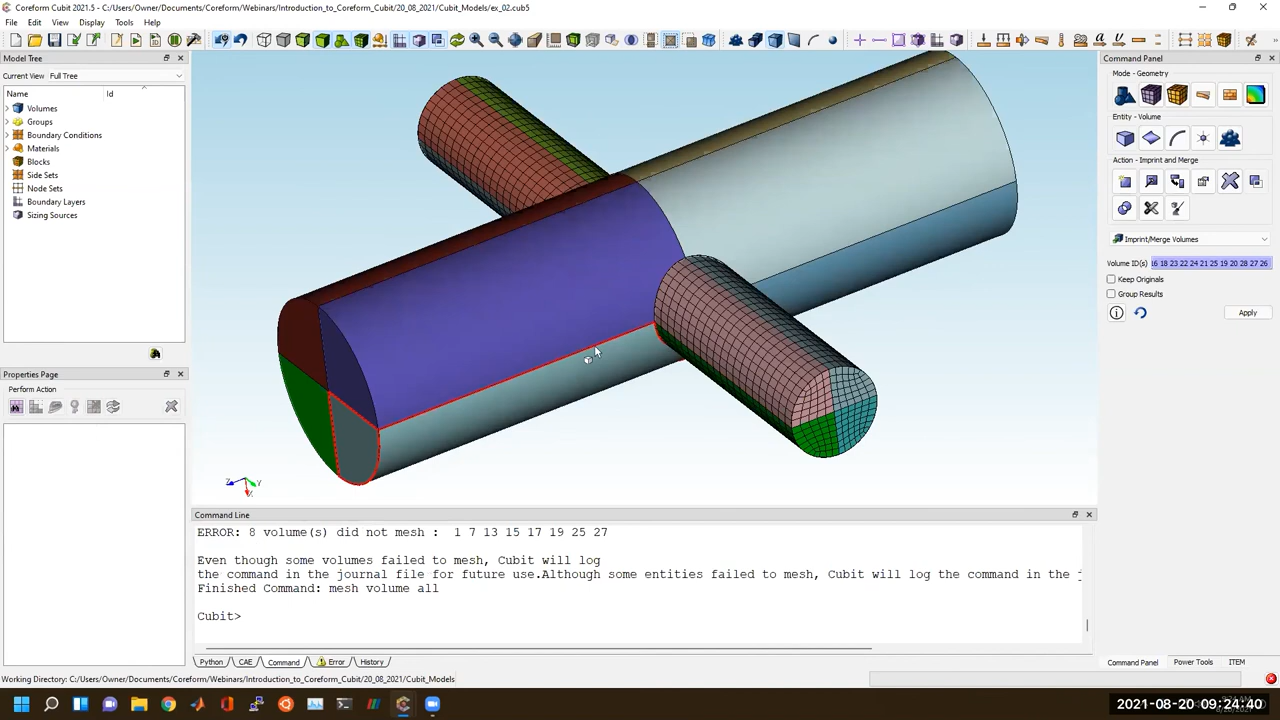 Coreform Cubit 2021.5 - C:/Users/Owner/Documents/Coreform/Webinars/Introduction_to_Coreform_Cubit/20_08_2021/Cubit_Models/ex_02.cub5
File Edit View Display Tools Help
Model Tree
Current View Full Tree
Name Id
Volumes
Groups
Boundary Conditions
Materials
Blocks
Side Sets
Node Sets
Boundary Layers
Sizing Sources
Properties Page
Perform Action
Command Panel
Mode - Geometry
Entity - Volume
Action - Imprint and Merge
Imprint/Merge Volumes
Volume ID(s) 16 18 23 22 24 21 25 19 20 28 27 26
Keep Originals
Group Results
Apply
Z Y
X
Command Line
ERROR: 8 volume(s) did not mesh : 1 7 13 15 17 19 25 27
Even though some volumes failed to mesh, Cubit will log
the command in the journal file for future use.Although some entities failed to mesh, Cubit will log the command in the
Finished Command: mesh volume all
Cubit>
Python CAE Command Error History
Command Panel Power Tools ITEM
Working Directory: C:/Users/Owner/Documents/Coreform/Webinars/Introduction_to_Coreform_Cubit/20_08_2021/Cubit_Models
2021-08-20 09:24:40